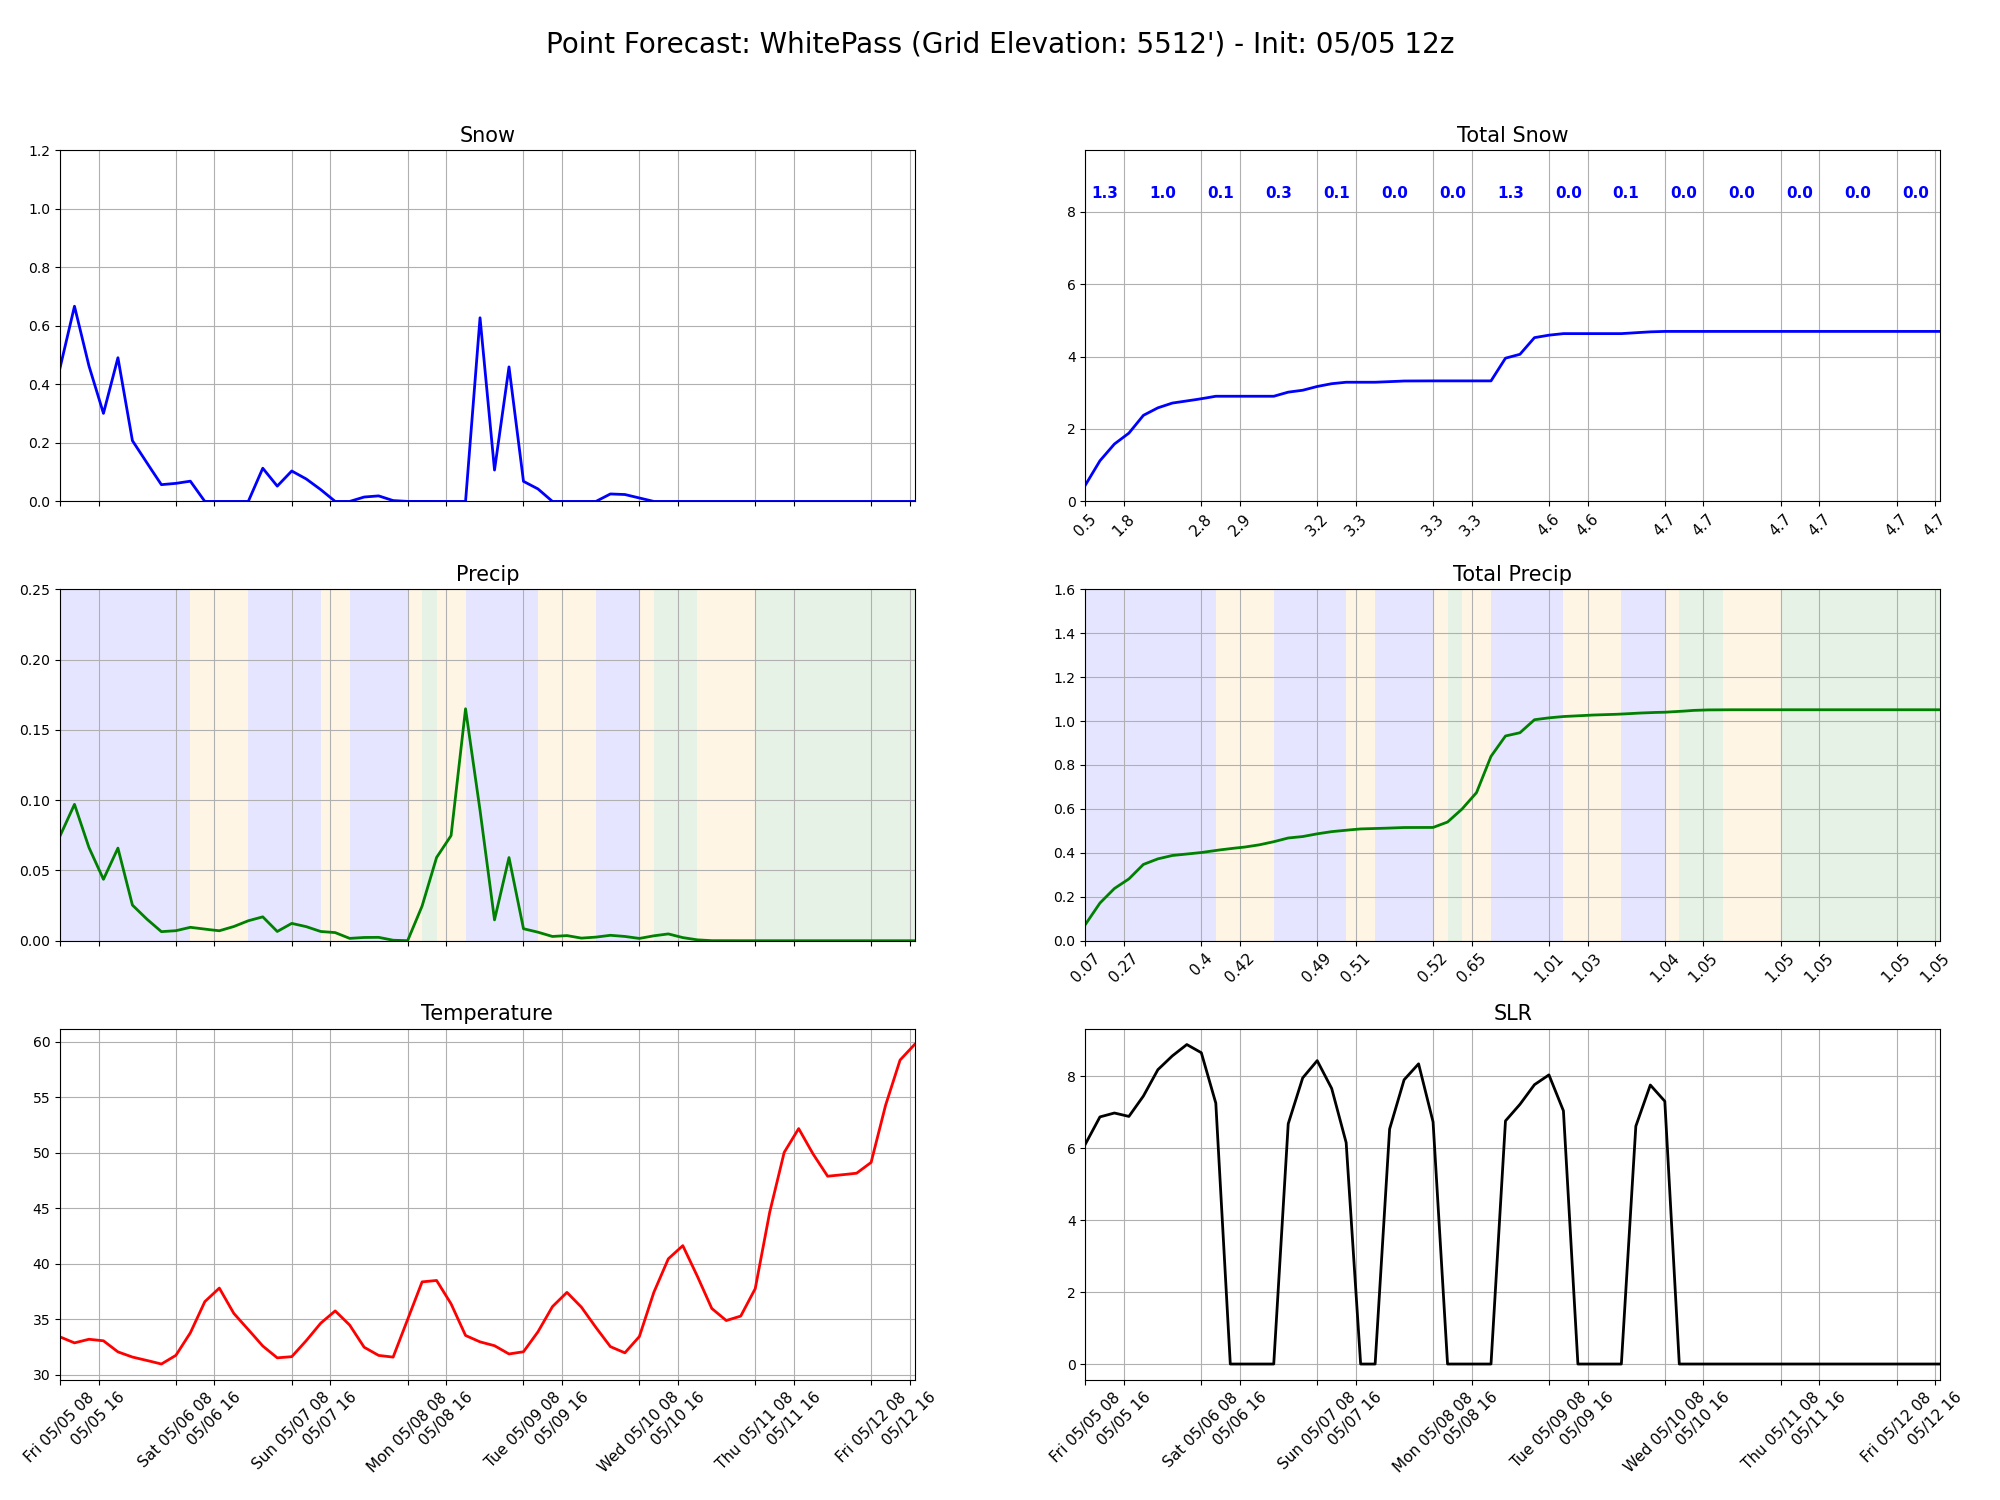 Point Forecast: WhitePass (Grid Elevation: 5512') - Init: 05/05 12z
Snow
1.2
1.0
0.8
0.6
0.4
0.2
0.0
Total Snow
1.3 1.0 0.1 0.3 0.1 0.0 0.0 1.3 0.0 0.1 0.0 0.0 0.0 0.0 0.0
8
6
4
2
0
0.5 1.8 2.8 2.9 3.2 3.3 3.3 3.3 4.6 4.6 4.7 4.7 4.7 4.7 4.7 4.7
Precip
0.25
0.20
0.15
0.10
0.05
0.00
Total Precip
1.6
1.4
1.2
1.0
0.8
0.6
0.4
0.2
0.0
0.07 0.27 0.4 0.42 0.49 0.51 0.52 0.65 1.01 1.03 1.04 1.05 1.05 1.05 1.05 1.05
Temperature
60
55
50
45
40
35
30
Fri 05/05 08
05/05 16
Sat 05/06 08
05/06 16
Sun 05/07 08
05/07 16
Mon 05/08 08
05/08 16
Tue 05/09 08
05/09 16
Wed 05/10 08
05/10 16
Thu 05/11 08
05/11 16
Fri 05/12 08
05/12 16
SLR
8
6
4
2
0
Fri 05/05 08
05/05 16
Sat 05/06 08
05/06 16
Sun 05/07 08
05/07 16
Mon 05/08 08
05/08 16
Tue 05/09 08
05/09 16
Wed 05/10 08
05/10 16
Thu 05/11 08
05/11 16
Fri 05/12 08
05/12 16